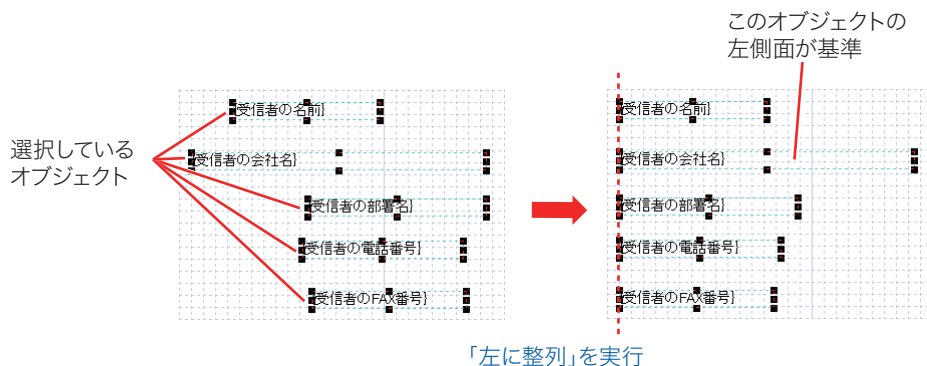 このオブジェクトの
左側面が基準
選択している
オブジェクト
{受信者の名前}
{受信者の会社名}
{受信者の部署名}
{受信者の電話番号}
{受信者のFAX番号}
{受信者の名前}
{受信者の会社名}
{受信者の部署名}
{受信者の電話番号}
{受信者のFAX番号}
「左に整列」を実行